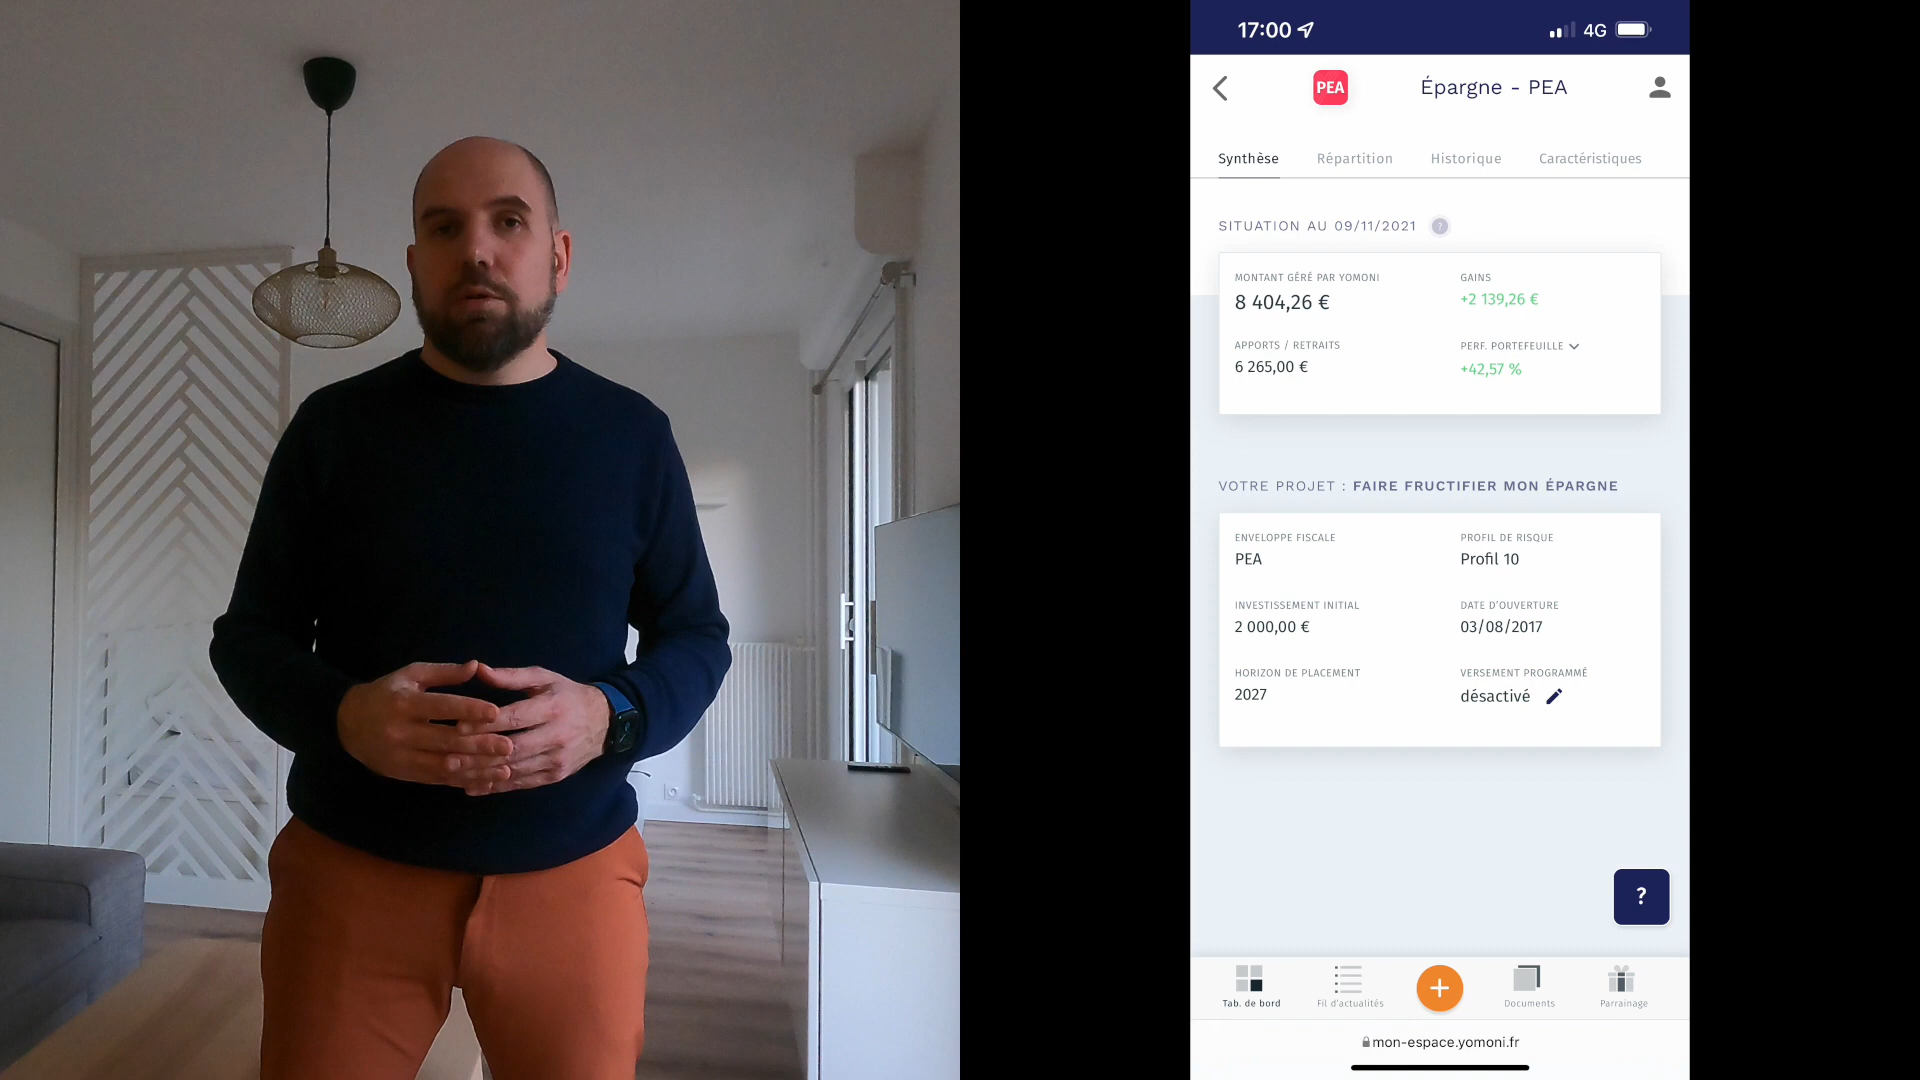 17:00
4G
PEA
Épargne - PEA
Synthèse
Répartition
Historique
Caractéristiques
SITUATION AU 09/11/2021
?
MONTANT GÉRÉ PAR YOMONI
8 404,26 €
GAINS
+2 139,26 €
APPORTS / RETRAITS
6 265,00 €
PERF. PORTEFEUILLE
+42,57 %
VOTRE PROJET : FAIRE FRUCTIFIER MON ÉPARGNE
ENVELOPPE FISCALE
PEA
PROFIL DE RISQUE
Profil 10
INVESTISSEMENT INITIAL
2 000,00 €
DATE D'OUVERTURE
03/08/2017
HORIZON DE PLACEMENT
2027
VERSEMENT PROGRAMMÉ
désactivé
?
Tab. de bord
Fil d'actualités
+
Documents
Parrainage
mon-espace.yomoni.fr